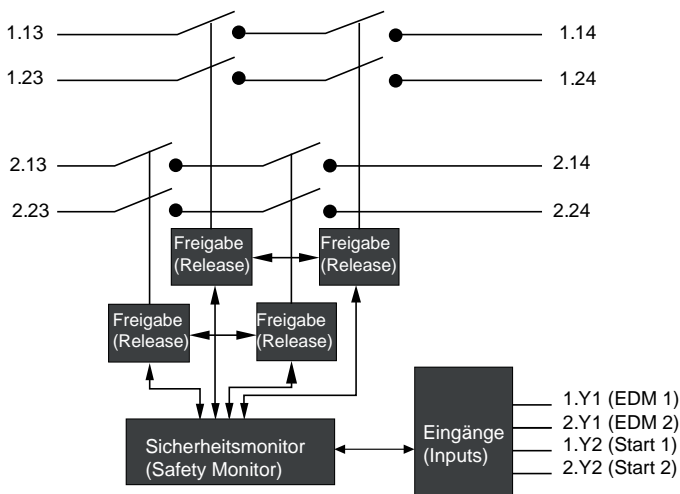 1.13
1.14
1.23
1.24
2.13
2.14
2.23
2.24
Freigabe
(Release)
Freigabe
(Release)
Freigabe
(Release)
Freigabe
(Release)
Sicherheitsmonitor
(Safety Monitor)
Eingänge
(Inputs)
1.Y1 (EDM 1)
2.Y1 (EDM 2)
1.Y2 (Start 1)
2.Y2 (Start 2)